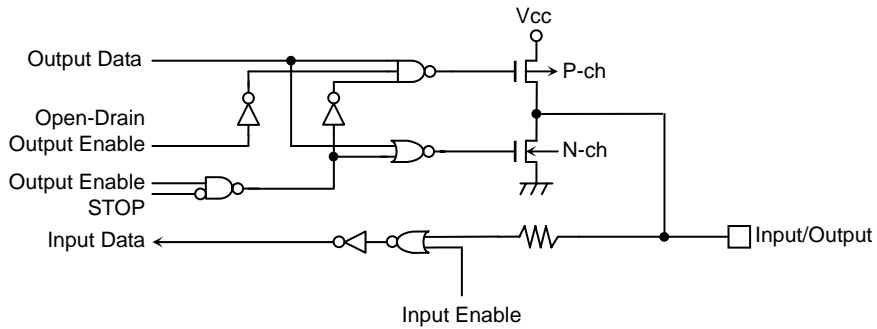 Vcc
Output Data
P-ch
Open-Drain
Output Enable
N-ch
Output Enable
STOP
Input Data
Input/Output
Input Enable